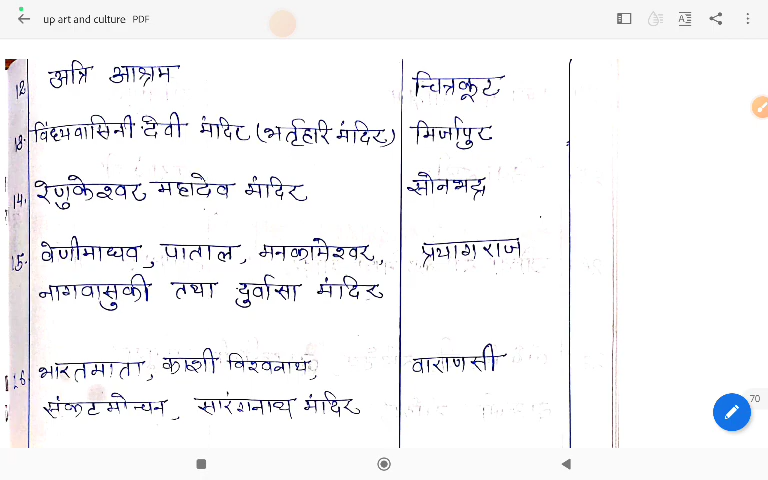 up art and culture PDF
12. अत्रि आश्रम चित्रकूट
13. विंध्यवासिनी देवी मंदिर (भर्तृहरि मंदिर) मिर्जापुर
14. रेणुकेश्वर महादेव मंदिर सोनभद्र
15. वेणीमाधव, पाताल, मनकामेश्वर, प्रयागराज
नागवासुकी तथा दुर्वासा मंदिर
16. भारतमाता, काशी विश्वनाथ, वाराणसी
संकटमोचन, सारंगनाथ मंदिर
70